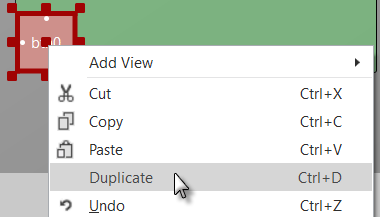 Add View
Cut Ctrl+X
Copy Ctrl+C
Paste Ctrl+V
Duplicate Ctrl+D
Undo Ctrl+Z